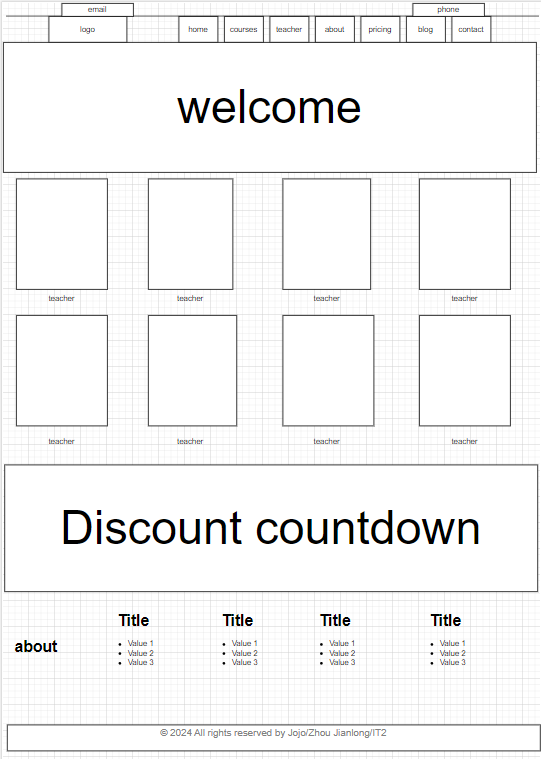 email phone
logo home courses teacher about pricing blog contact
welcome
teacher teacher teacher teacher
teacher teacher teacher teacher
Discount countdown
about
Title Title Title Title
• Value 1 • Value 1 • Value 1 • Value 1
• Value 2 • Value 2 • Value 2 • Value 2
• Value 3 • Value 3 • Value 3 • Value 3
© 2024 All rights reserved by Jojo/Zhou Jianlong/IT2